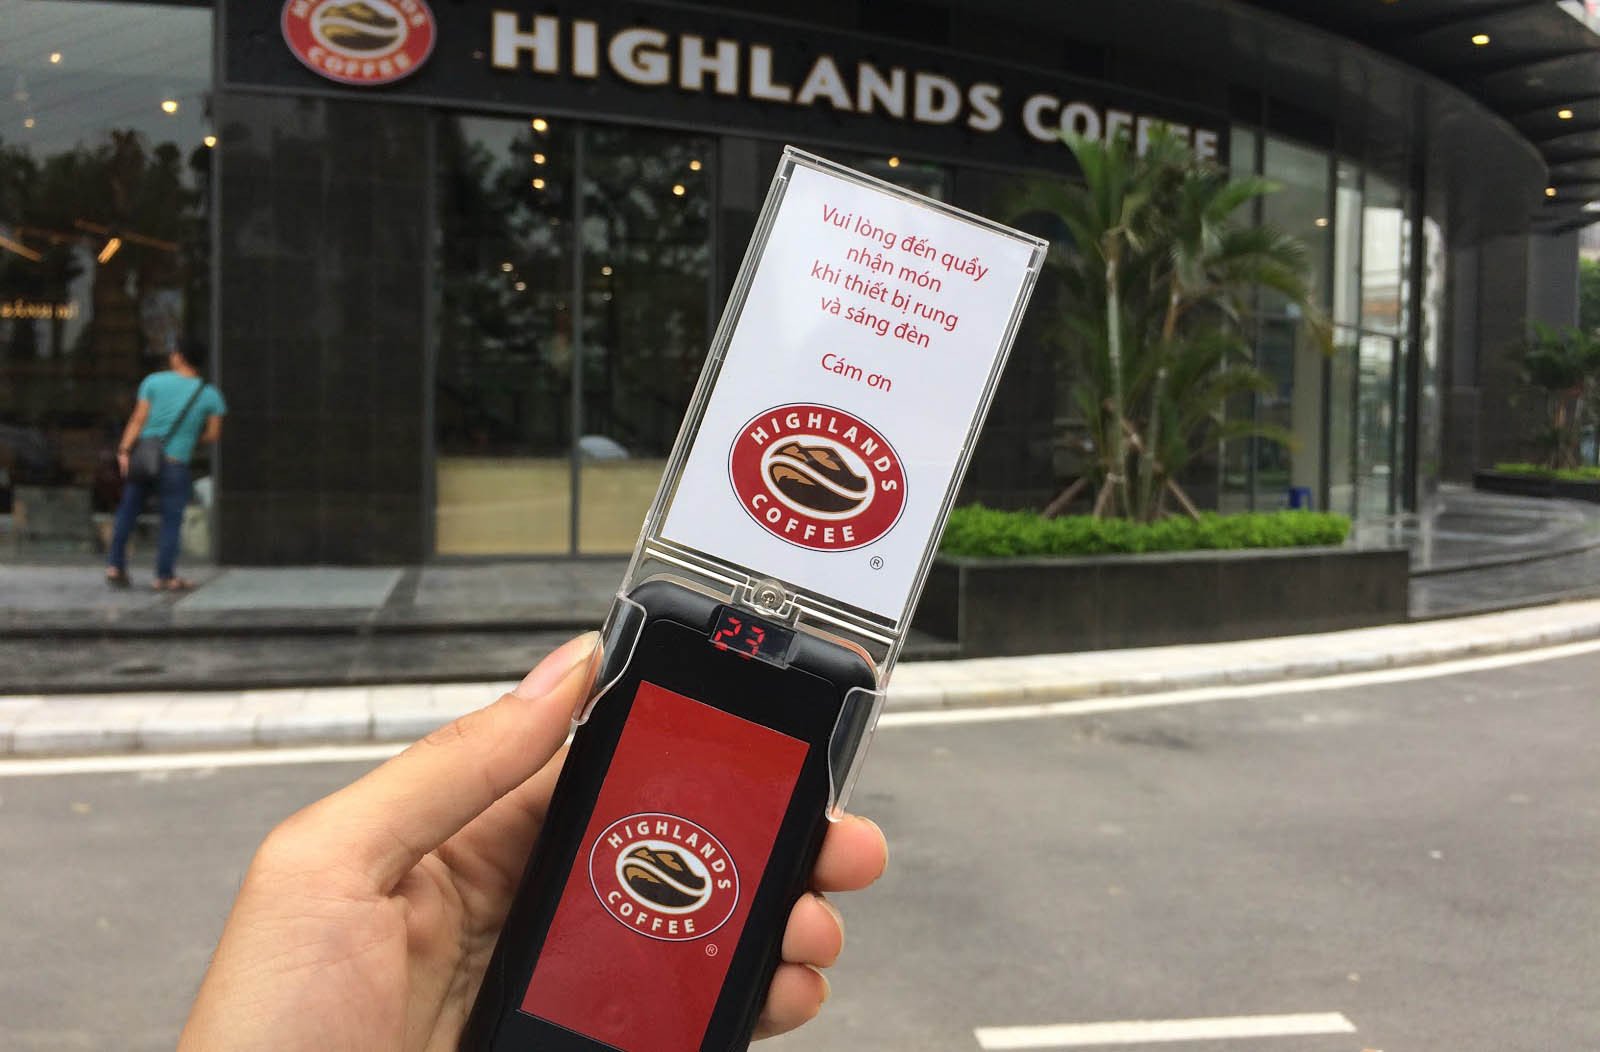 HIGHLANDS COFFEE
COFFEE
Vui lòng đến quầy
nhận món
khi thiết bị rung
và sáng đèn
Cám ơn
HIGHLANDS
COFFEE
®
23
HIGHLANDS
COFFEE
®